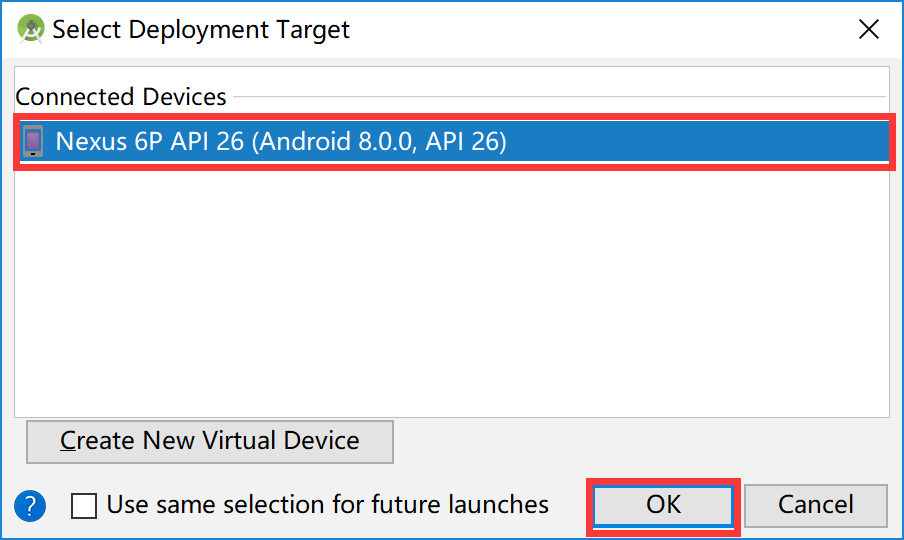 Select Deployment Target
Connected Devices
Nexus 6P API 26 (Android 8.0.0, API 26)
Create New Virtual Device
? Use same selection for future launches OK Cancel